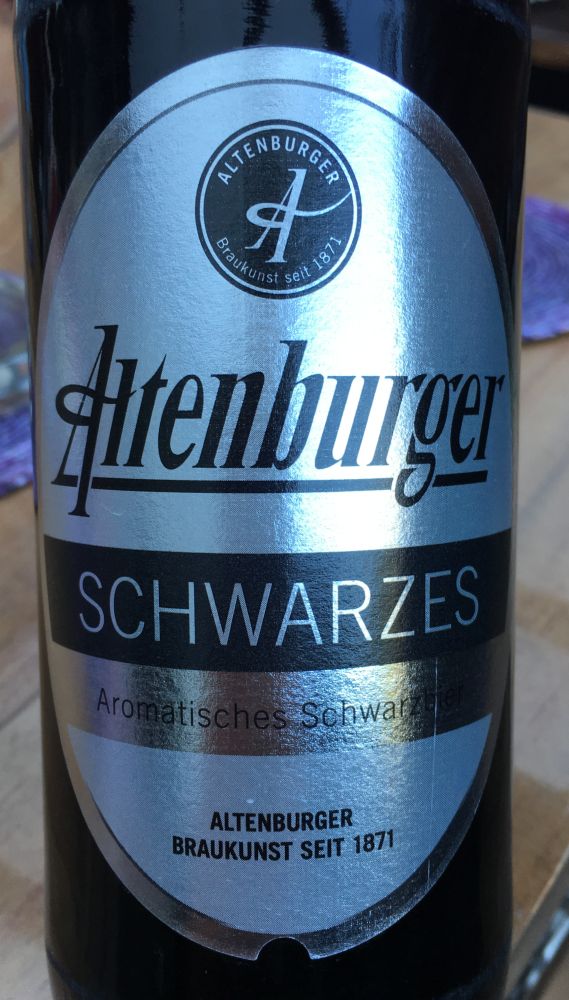 ALTENBURGER
A
Braukunst seit 1871
Altenburger
SCHWARZES
Aromatisches Schwarzbier
ALTENBURGER
BRAUKUNST SEIT 1871